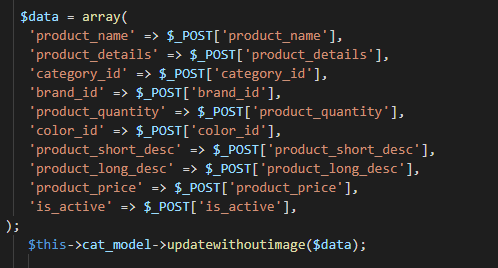 $data = array(
'product_name' => $_POST['product_name'],
'product_details' => $_POST['product_details'],
'category_id' => $_POST['category_id'],
'brand_id' => $_POST['brand_id'],
'product_quantity' => $_POST['product_quantity'],
'color_id' => $_POST['color_id'],
'product_short_desc' => $_POST['product_short_desc'],
'product_long_desc' => $_POST['product_long_desc'],
'product_price' => $_POST['product_price'],
'is_active' => $_POST['is_active'],
);
$this->cat_model->updatewithoutimage($data);